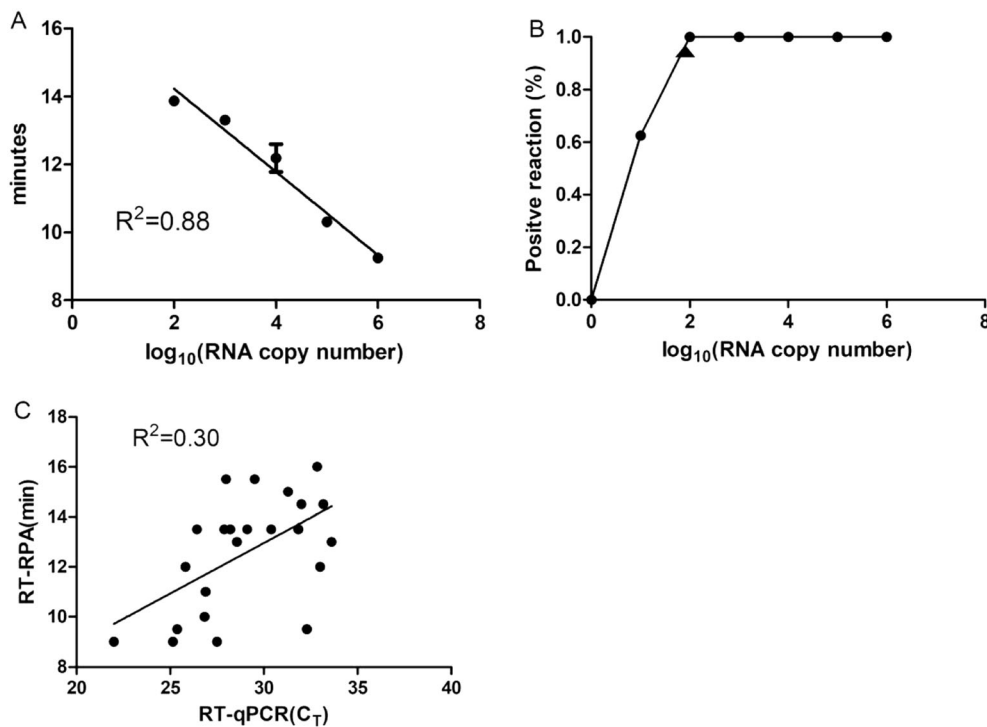 A
16
14
12
10
8
minutes
R²=0.88
0 2 4 6 8
log₁₀(RNA copy number)
B
1.0
0.8
0.6
0.4
0.2
0.0
Positve reaction (%)
0 2 4 6 8
log₁₀(RNA copy number)
C
18
16
14
12
10
8
RT-RPA(min)
R²=0.30
20 25 30 35 40
RT-qPCR(C_T)